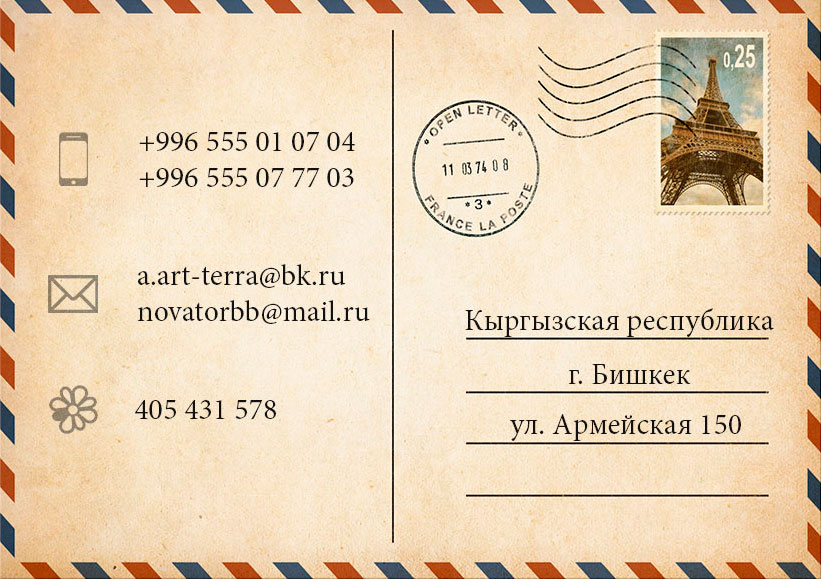 +996 555 01 07 04
+996 555 07 77 03
a.art-terra@bk.ru
novatorbb@mail.ru
405 431 578
0,25
* OPEN LETTER *
11 03 74 0 8
* 3 *
FRANCE LA POSTE
Кыргызская республика
г. Бишкек
ул. Армейская 150